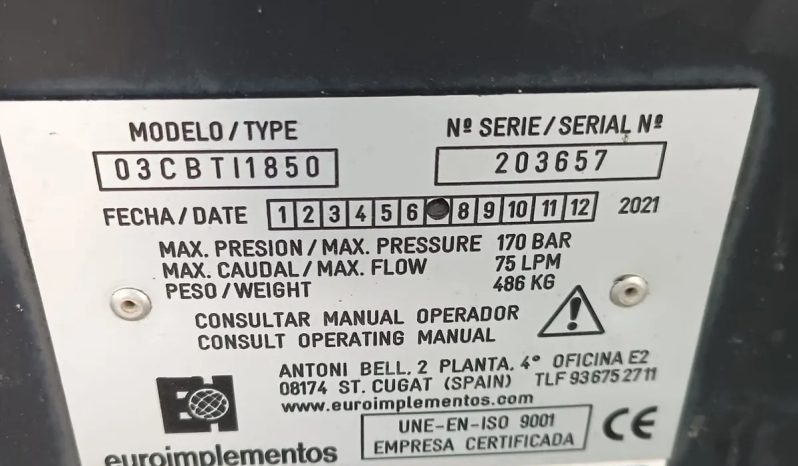 MODELO / TYPE
Nº SERIE / SERIAL Nº
03CBTI1850
203657
FECHA / DATE 1 2 3 4 5 6 8 9 10 11 12 2021
MAX. PRESION / MAX. PRESSURE 170 BAR
MAX. CAUDAL / MAX. FLOW 75 LPM
PESO / WEIGHT 486 KG
CONSULTAR MANUAL OPERADOR
CONSULT OPERATING MANUAL
ANTONI BELL, 2 PLANTA, 4º OFICINA E2
08174 ST. CUGAT (SPAIN) TLF 93 675 27 11
www.euroimplementos.com
UNE-EN-ISO 9001
EMPRESA CERTIFICADA
CE
euroimplementos